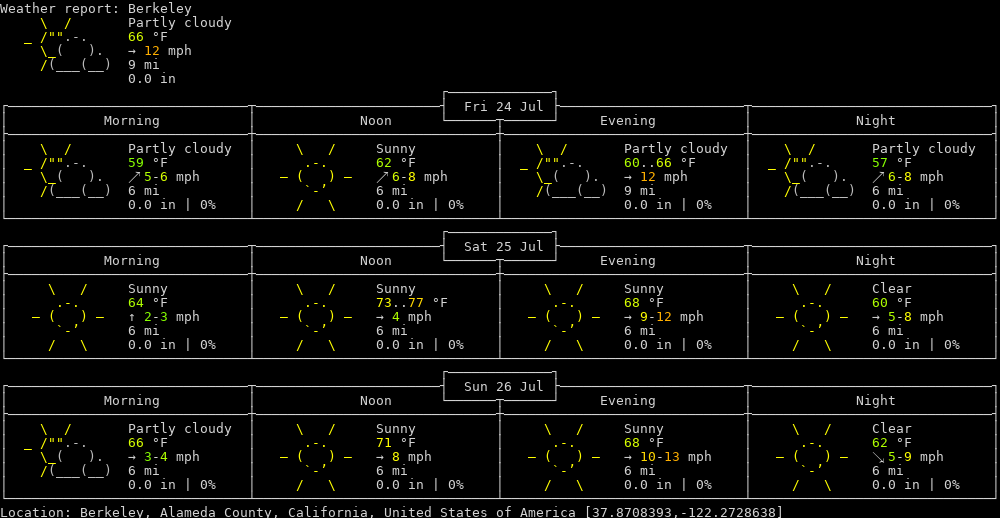 Weather report: Berkeley
Partly cloudy
66 °F
→ 12 mph
9 mi
0.0 in
Fri 24 Jul
Morning Noon Evening Night
Partly cloudy Sunny Partly cloudy Partly cloudy
59 °F 62 °F 60..66 °F 57 °F
↗ 5-6 mph ↗ 6-8 mph → 12 mph ↗ 6-8 mph
6 mi 6 mi 9 mi 6 mi
0.0 in | 0% 0.0 in | 0% 0.0 in | 0% 0.0 in | 0%
Sat 25 Jul
Morning Noon Evening Night
Sunny Sunny Sunny Clear
64 °F 73..77 °F 68 °F 60 °F
↑ 2-3 mph → 4 mph → 9-12 mph → 5-8 mph
6 mi 6 mi 6 mi 6 mi
0.0 in | 0% 0.0 in | 0% 0.0 in | 0% 0.0 in | 0%
Sun 26 Jul
Morning Noon Evening Night
Partly cloudy Sunny Sunny Clear
66 °F 71 °F 68 °F 62 °F
→ 3-4 mph → 8 mph → 10-13 mph ↘ 5-9 mph
6 mi 6 mi 6 mi 6 mi
0.0 in | 0% 0.0 in | 0% 0.0 in | 0% 0.0 in | 0%
Location: Berkeley, Alameda County, California, United States of America [37.8708393,-122.2728638]